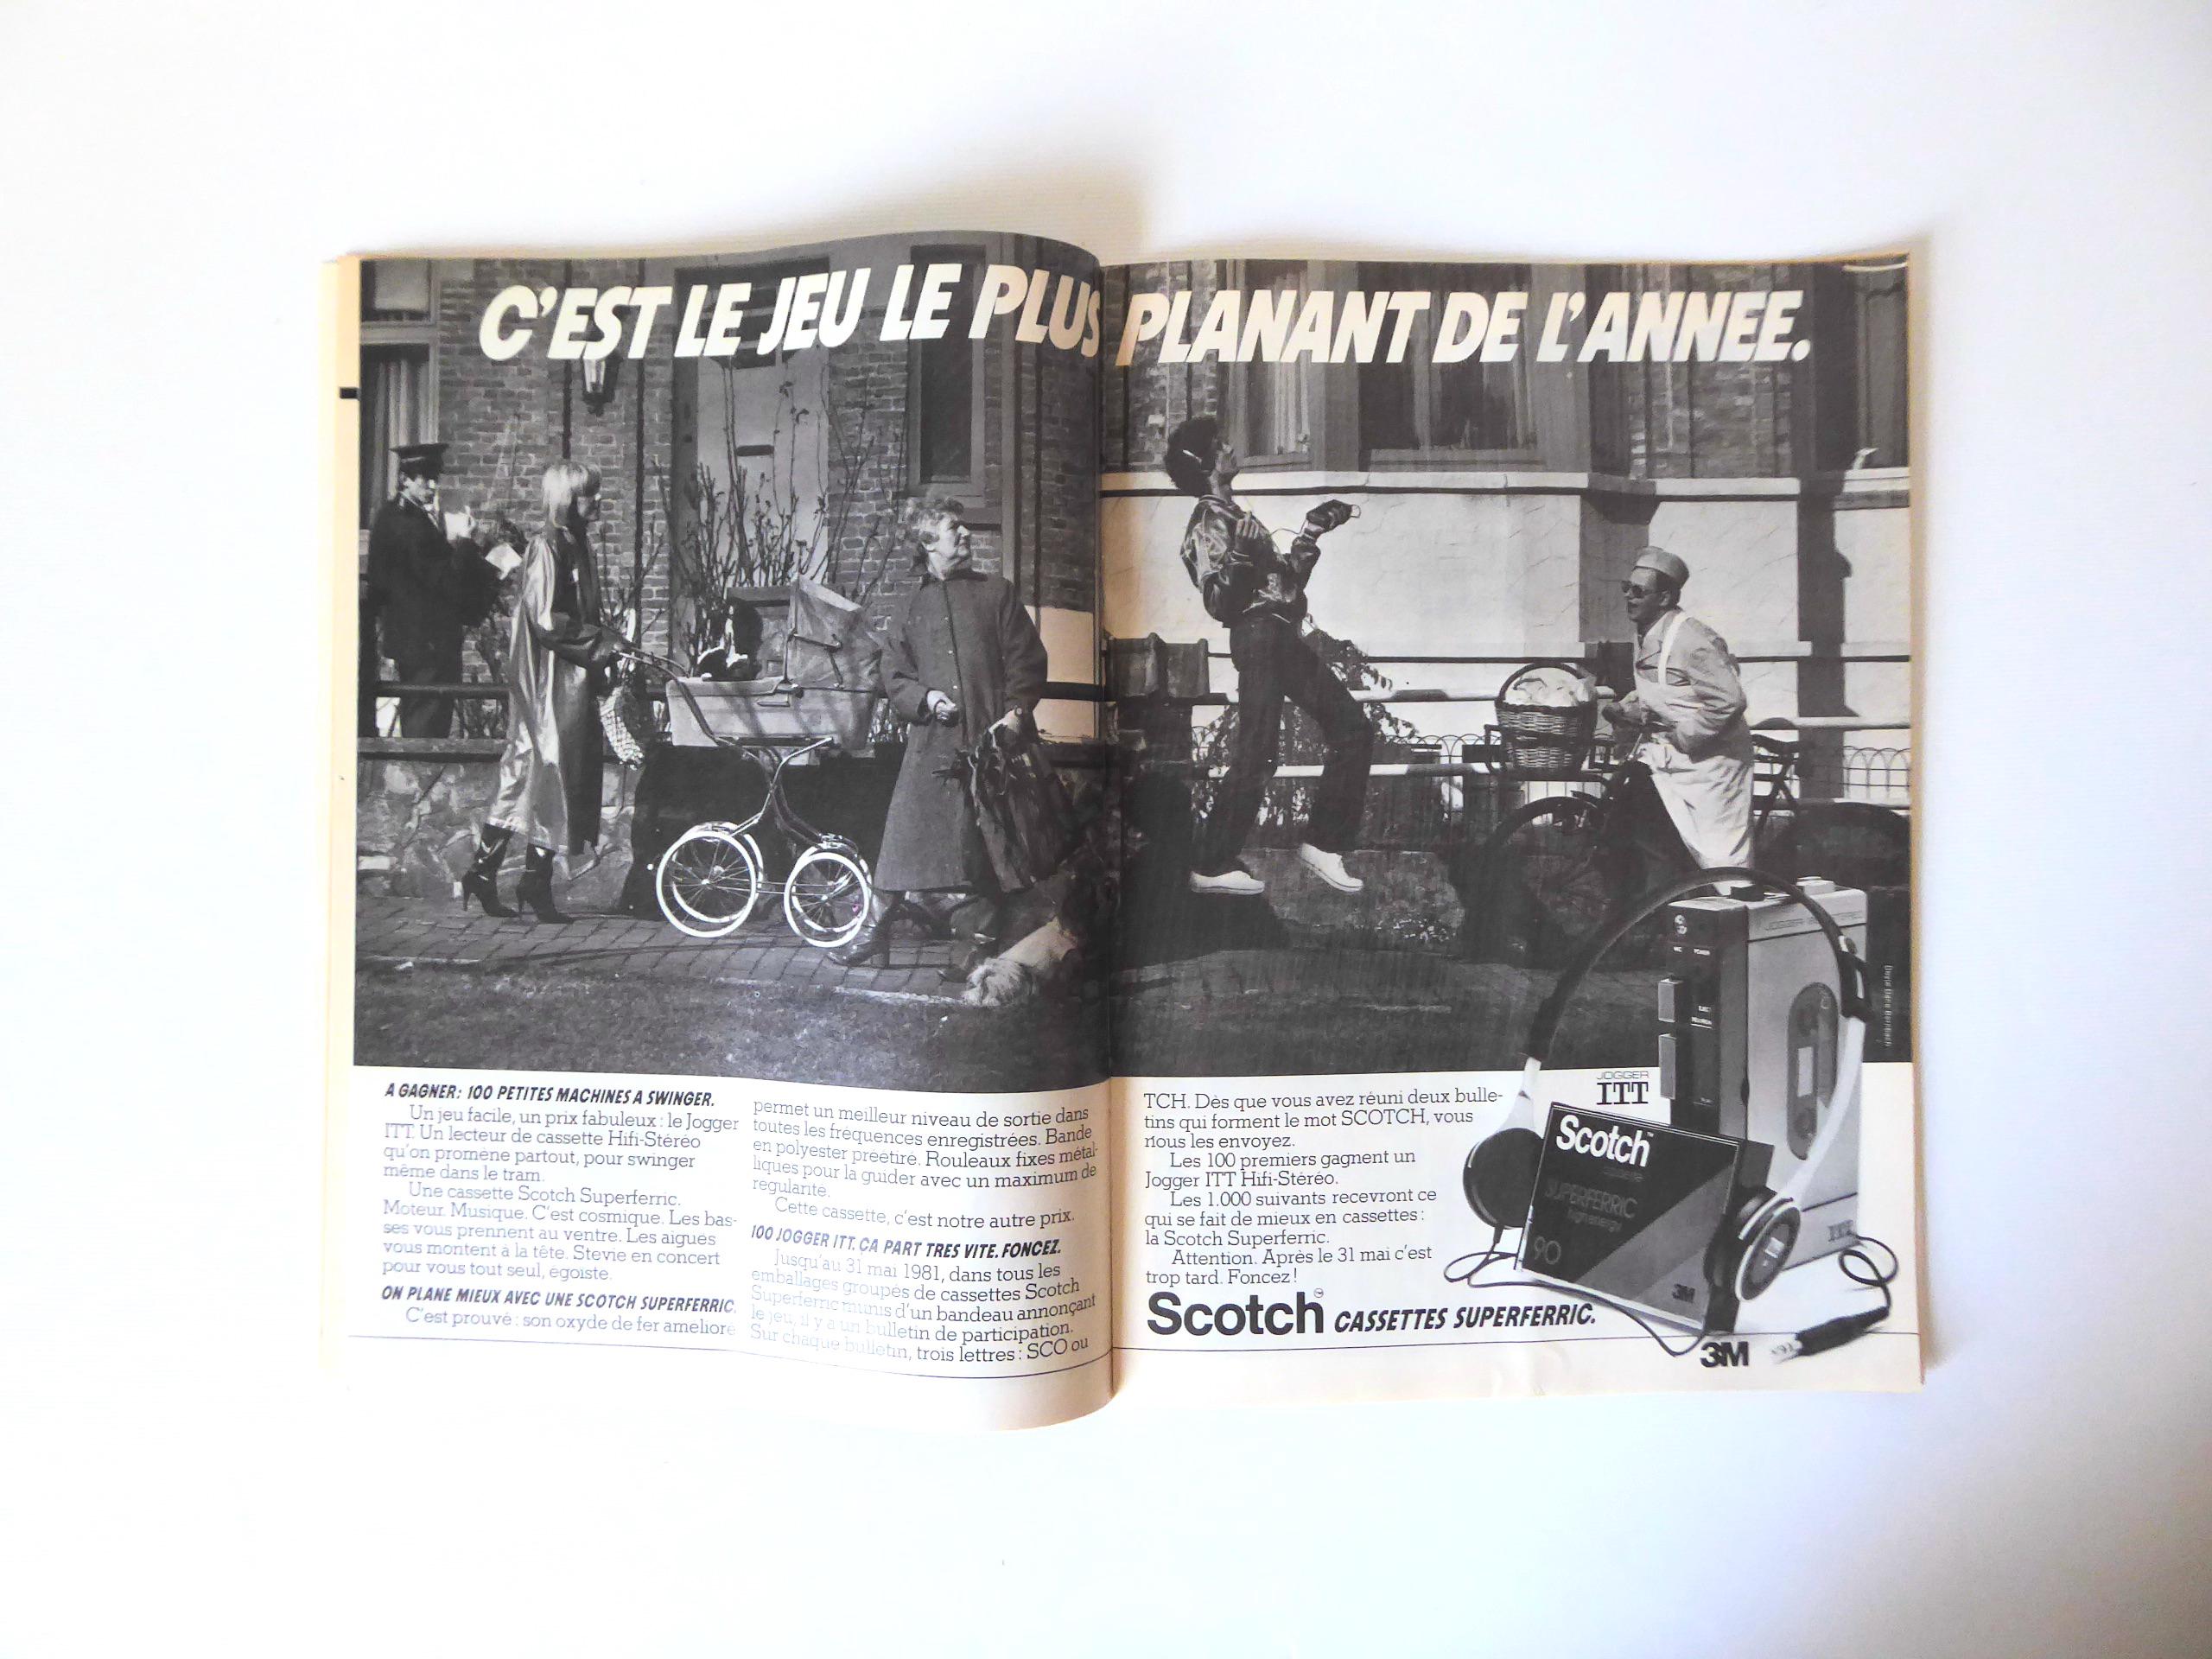 C'EST LE JEU LE PLUS PLANANT DE L'ANNEE.
A GAGNER: 100 PETITES MACHINES A SWINGER.
Un jeu facile, un prix fabuleux : le Jogger
ITT. Un lecteur de cassette Hifi-Stéréo
qu'on promène partout, pour swinger
même dans le tram.
Une cassette Scotch Superferric.
Moteur. Musique. C'est cosmique. Les bas-
ses vous prennent au ventre. Les aigues
vous montent à la tête. Stevie en concert
pour vous tout seul, egoiste.
ON PLANE MIEUX AVEC UNE SCOTCH SUPERFERRIC.
C'est prouvé : son oxyde de fer amelioré
permet un meilleur niveau de sortie dans
toutes les fréquences enregistrées. Bande
en polyester préétiré. Rouleaux fixes métal-
liques pour la guider avec un maximum de
regulante.
Cette cassette, c'est notre autre prix.
100 JOGGER ITT. ÇA PART TRES VITE. FONCEZ.
Jusqu'au 31 mai 1981, dans tous les
emballages groupés de cassettes Scotch
Superferric munis d'un bandeau annonçant
le jeu, il y a un bulletin de participation.
Sur chaque bulletin, trois lettres : SCO ou
TCH. Dès que vous avez réuni deux bulle-
tins qui forment le mot SCOTCH, vous
nous les envoyez.
Les 100 premiers gagnent un
Jogger ITT Hifi-Stéréo.
Les 1.000 suivants recevront ce
qui se fait de mieux en cassettes :
la Scotch Superferric.
Attention. Après le 31 mai c'est
trop tard. Foncez !
Scotch CASSETTES SUPERFERRIC.
JOGGER
ITT
Scotch
SUPERFERRIC
high energy
90
3M
ITT
3M
Doyle Dane Bernbach